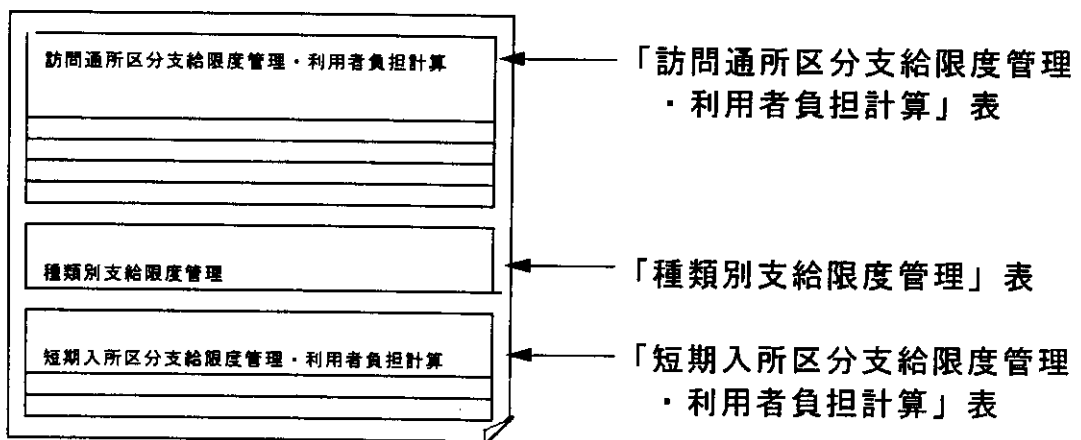 訪問通所区分支給限度管理・利用者負担計算
「訪問通所区分支給限度管理
・利用者負担計算」表
種類別支給限度管理
「種類別支給限度管理」表
短期入所区分支給限度管理・利用者負担計算
「短期入所区分支給限度管理
・利用者負担計算」表